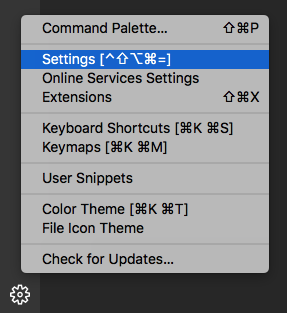 Command Palette... ⇧⌘P
Settings [^⇧⌥⌘=]
Online Services Settings
Extensions ⇧⌘X
Keyboard Shortcuts [⌘K ⌘S]
Keymaps [⌘K ⌘M]
User Snippets
Color Theme [⌘K ⌘T]
File Icon Theme
Check for Updates...